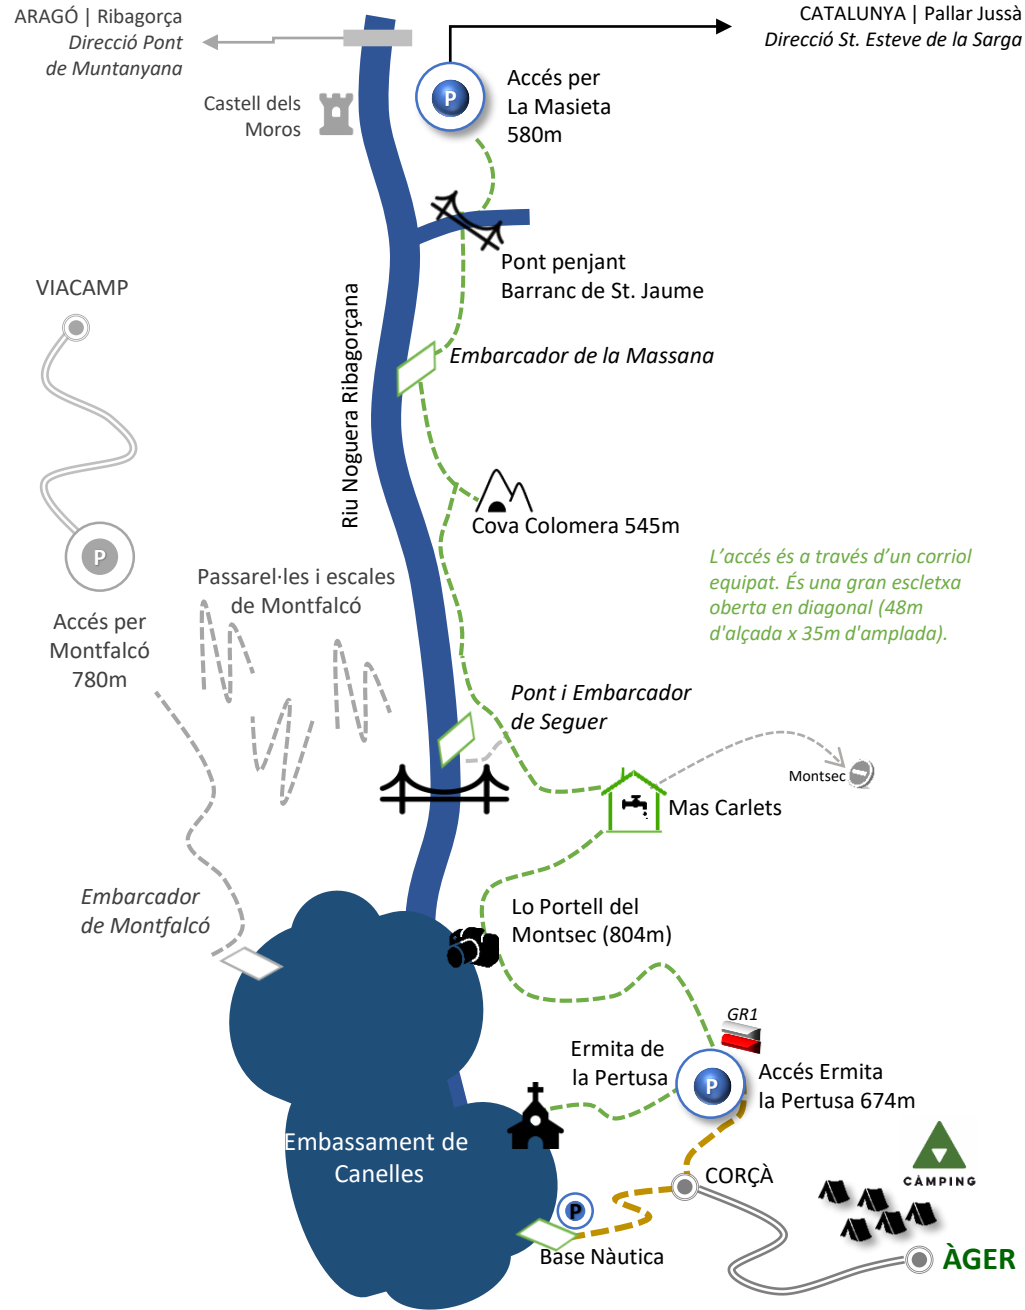 ARAGÓ | Ribagorça
Direcció Pont
de Muntanyana
CATALUNYA | Pallar Jussà
Direcció St. Esteve de la Sarga
Castell dels
Moros
P
Accés per
La Masieta
580m
Pont penjant
Barranc de St. Jaume
VIACAMP
Riu Noguera Ribagorçana
Embarcador de la Massana
Cova Colomera 545m
P
Accés per
Montfalcó
780m
Passarel·les i escales
de Montfalcó
L’accés és a través d’un corriol
equipat. És una gran escletxa
oberta en diagonal (48m
d'alçada x 35m d'amplada).
Pont i Embarcador
de Seguer
Montsec
Mas Carlets
Embarcador
de Montfalcó
Lo Portell del
Montsec (804m)
GR1
Ermita de
la Pertusa
P
Accés Ermita
la Pertusa 674m
Embassament de
Canelles
CORÇÀ
CÀMPING
P
Base Nàutica
ÀGER